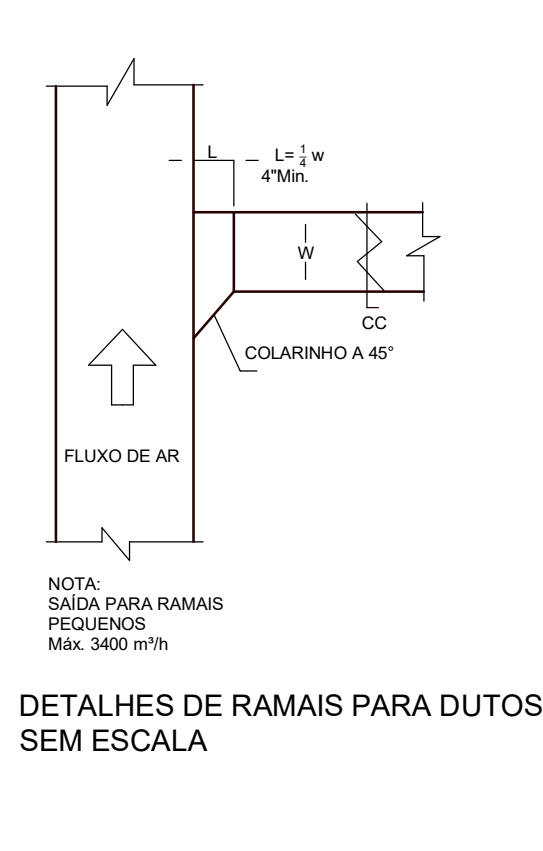 L
L= 1/4 w
4"Min.
W
CC
COLARINHO A 45°
FLUXO DE AR
NOTA:
SAÍDA PARA RAMAIS
PEQUENOS
Máx. 3400 m³/h
DETALHES DE RAMAIS PARA DUTOS
SEM ESCALA